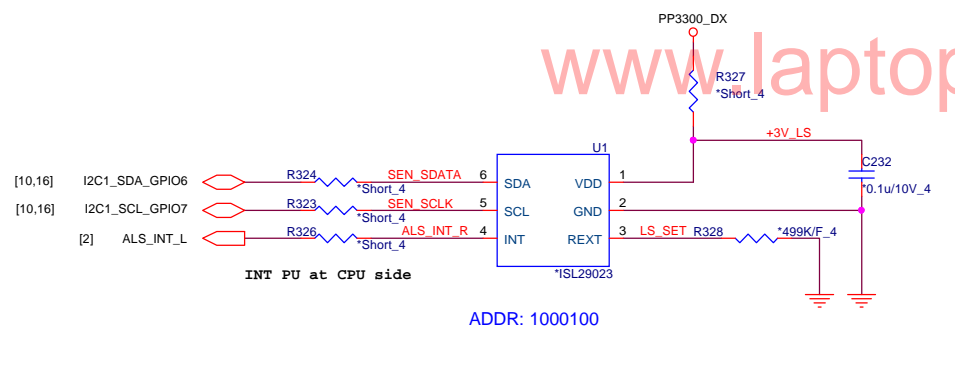 PP3300_DX
www.laptop
R327
*Short_4
+3V_LS
U1
C232
*0.1u/10V_4
[10,16] I2C1_SDA_GPIO6 R324 SEN_SDATA 6 SDA VDD 1
*Short_4
[10,16] I2C1_SCL_GPIO7 R323 SEN_SCLK 5 SCL GND 2
*Short_4
[2] ALS_INT_L R326 ALS_INT_R 4 INT REXT 3 LS_SET R328 *499K/F_4
*Short_4
INT PU at CPU side
*ISL29023
ADDR: 1000100